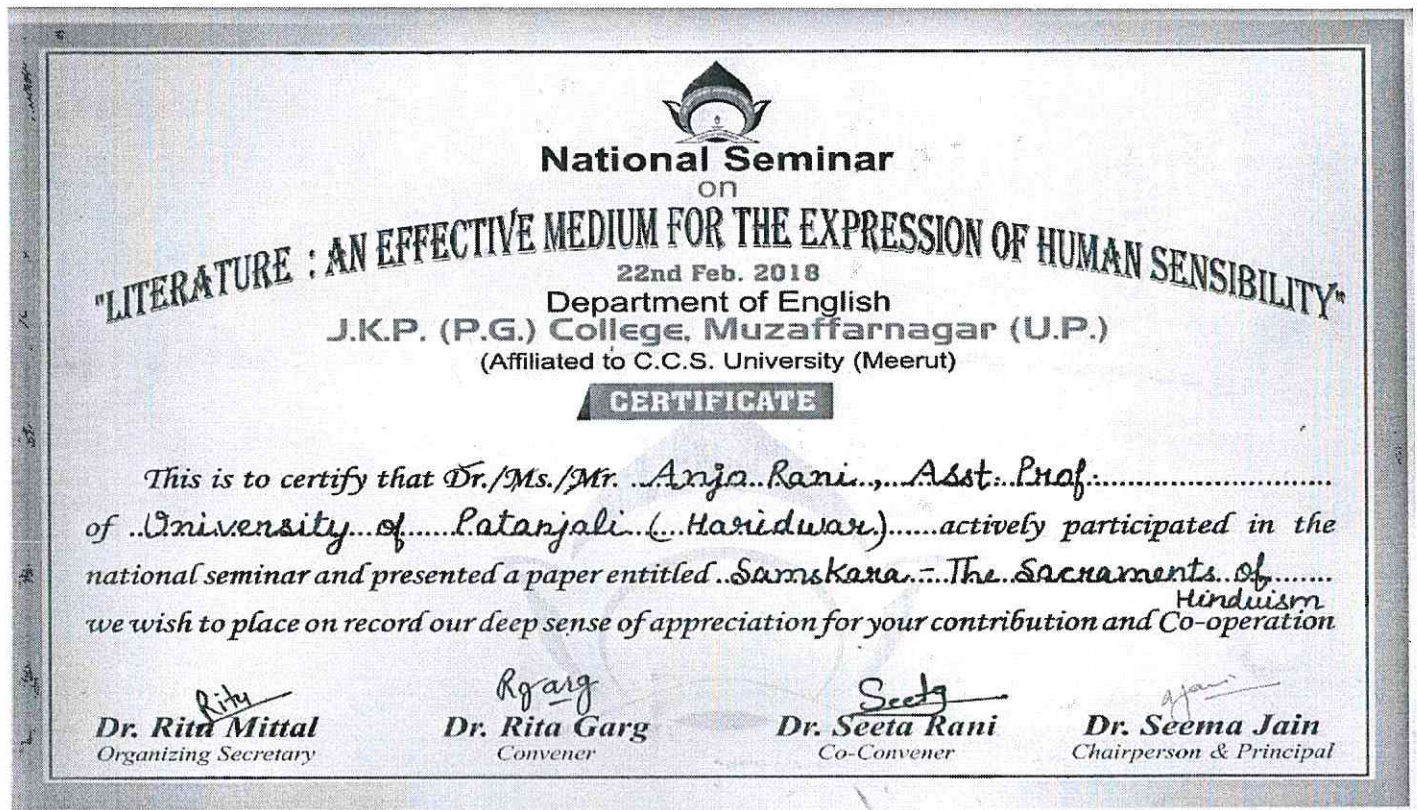 National Seminar
on
"LITERATURE : AN EFFECTIVE MEDIUM FOR THE EXPRESSION OF HUMAN SENSIBILITY"
22nd Feb. 2018
Department of English
J.K.P. (P.G.) College, Muzaffarnagar (U.P.)
(Affiliated to C.C.S. University (Meerut)
CERTIFICATE
This is to certify that Dr./Ms./Mr. Anja Rani, Asst. Prof.
of University of Patanjali (Haridwar) actively participated in the
national seminar and presented a paper entitled Samskara - The Sacraments of
Hinduism
we wish to place on record our deep sense of appreciation for your contribution and Co-operation
Rity Rgarg Seeta
Dr. Rita Mittal Dr. Rita Garg Dr. Seeta Rani Dr. Seema Jain
Organizing Secretary Convener Co-Convener Chairperson & Principal